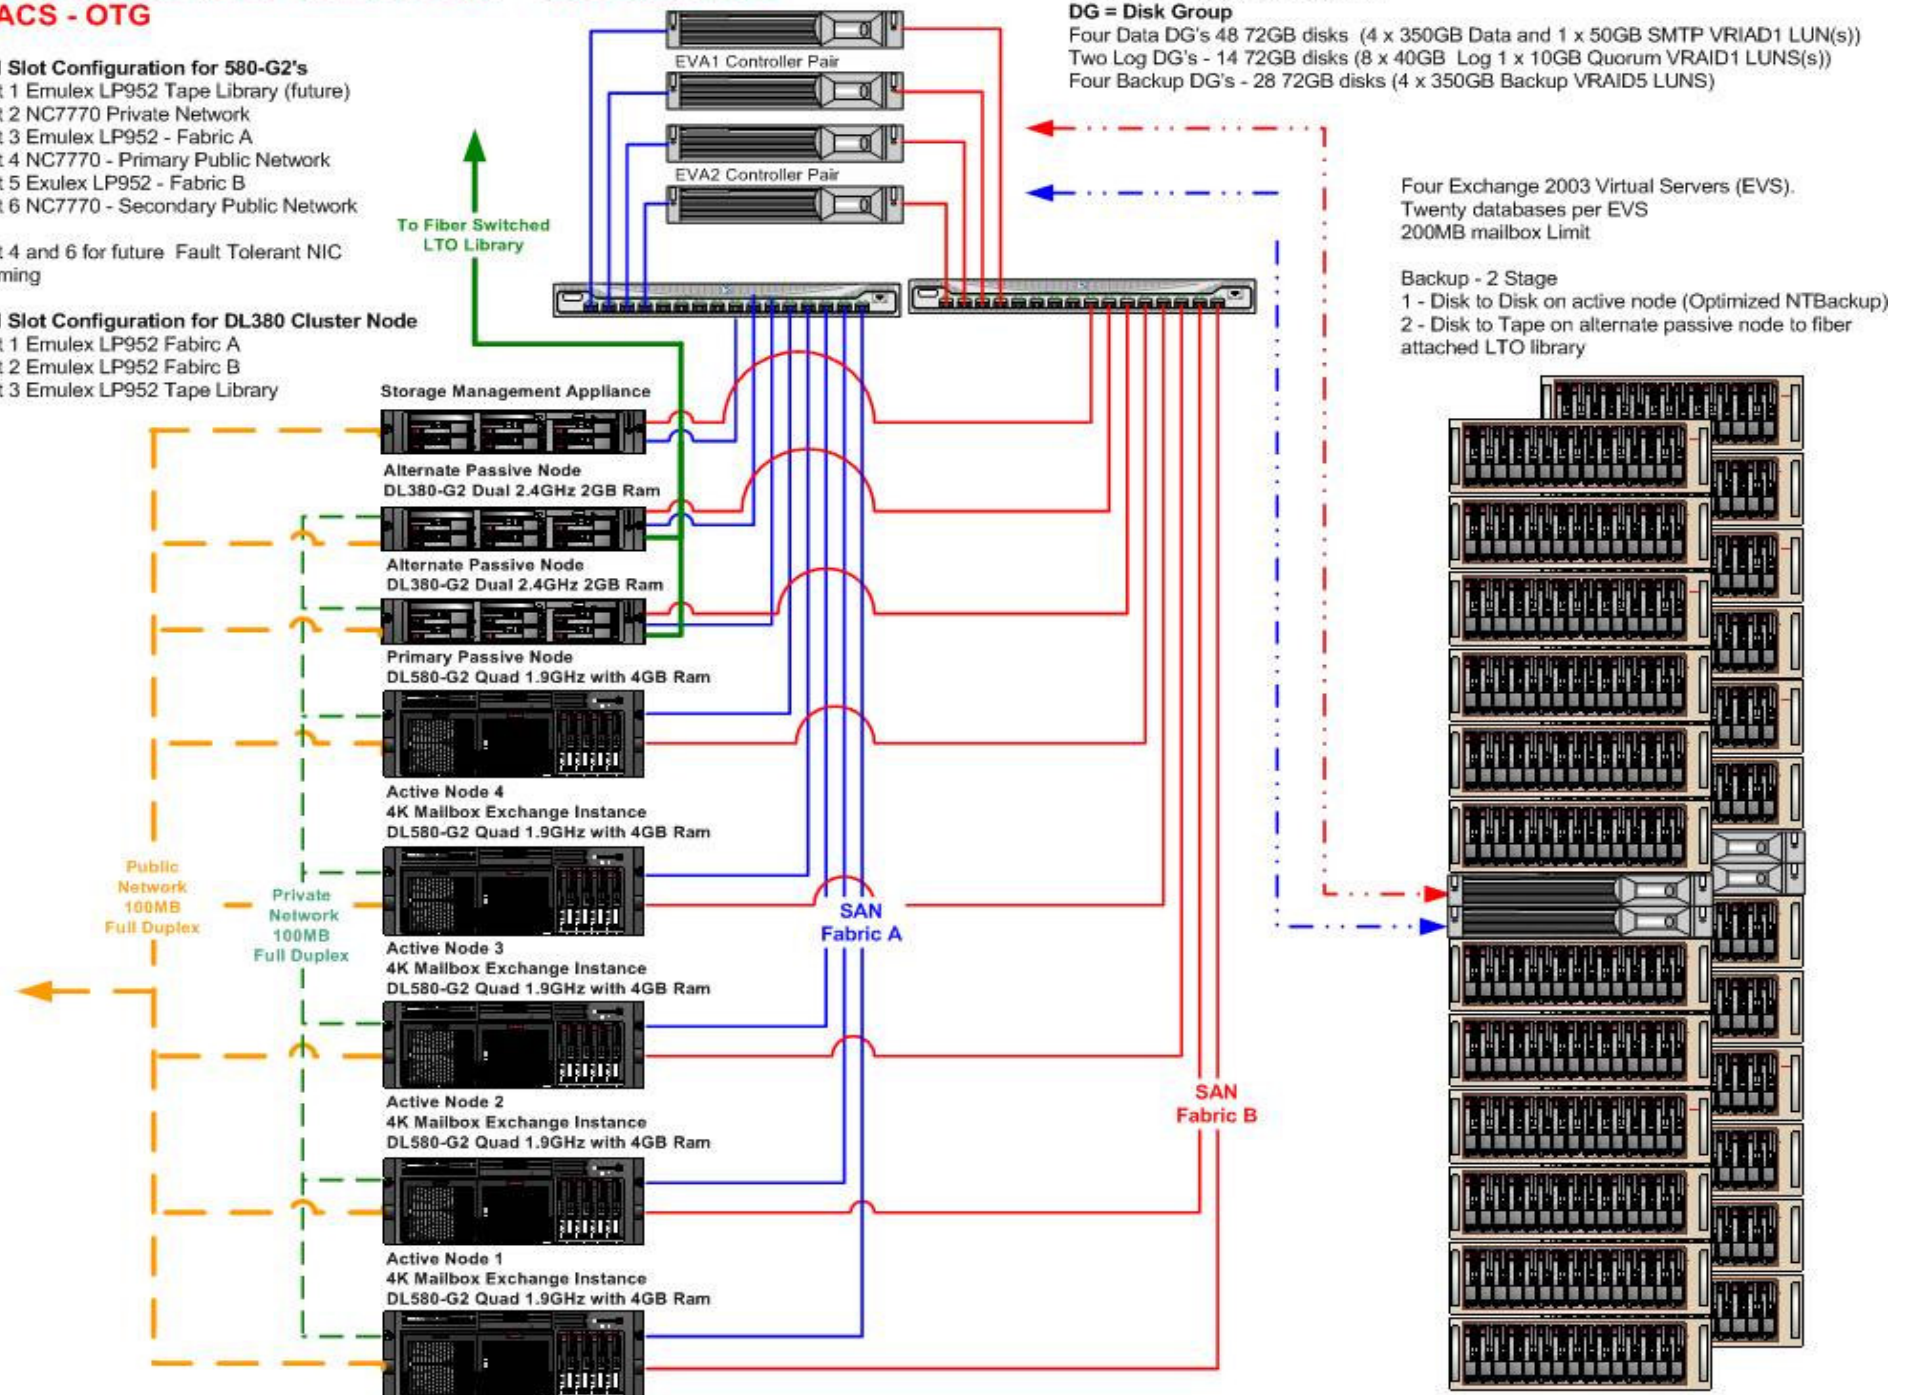 ACS - OTG
Slot Configuration for 580-G2's
1 Emulex LP952 Tape Library (future)
2 NC7770 Private Network
3 Emulex LP952 - Fabric A
4 NC7770 - Primary Public Network
5 Exulex LP952 - Fabric B
6 NC7770 - Secondary Public Network
4 and 6 for future Fault Tolerant NIC
ming
Slot Configuration for DL380 Cluster Node
1 Emulex LP952 Fabirc A
2 Emulex LP952 Fabirc B
3 Emulex LP952 Tape Library
EVA1 Controller Pair
EVA2 Controller Pair
To Fiber Switched
LTO Library
DG = Disk Group
Four Data DG's 48 72GB disks (4 x 350GB Data and 1 x 50GB SMTP VRIAD1 LUN(s))
Two Log DG's - 14 72GB disks (8 x 40GB Log 1 x 10GB Quorum VRAID1 LUNS(s))
Four Backup DG's - 28 72GB disks (4 x 350GB Backup VRAID5 LUNS)
Four Exchange 2003 Virtual Servers (EVS).
Twenty databases per EVS
200MB mailbox Limit
Backup - 2 Stage
1 - Disk to Disk on active node (Optimized NTBackup)
2 - Disk to Tape on alternate passive node to fiber
attached LTO library
Storage Management Appliance
Alternate Passive Node
DL380-G2 Dual 2.4GHz 2GB Ram
Alternate Passive Node
DL380-G2 Dual 2.4GHz 2GB Ram
Primary Passive Node
DL580-G2 Quad 1.9GHz with 4GB Ram
Active Node 4
4K Mailbox Exchange Instance
DL580-G2 Quad 1.9GHz with 4GB Ram
Public
Network
100MB
Full Duplex
Private
Network
100MB
Full Duplex
SAN
Fabric A
Active Node 3
4K Mailbox Exchange Instance
DL580-G2 Quad 1.9GHz with 4GB Ram
Active Node 2
4K Mailbox Exchange Instance
DL580-G2 Quad 1.9GHz with 4GB Ram
SAN
Fabric B
Active Node 1
4K Mailbox Exchange Instance
DL580-G2 Quad 1.9GHz with 4GB Ram